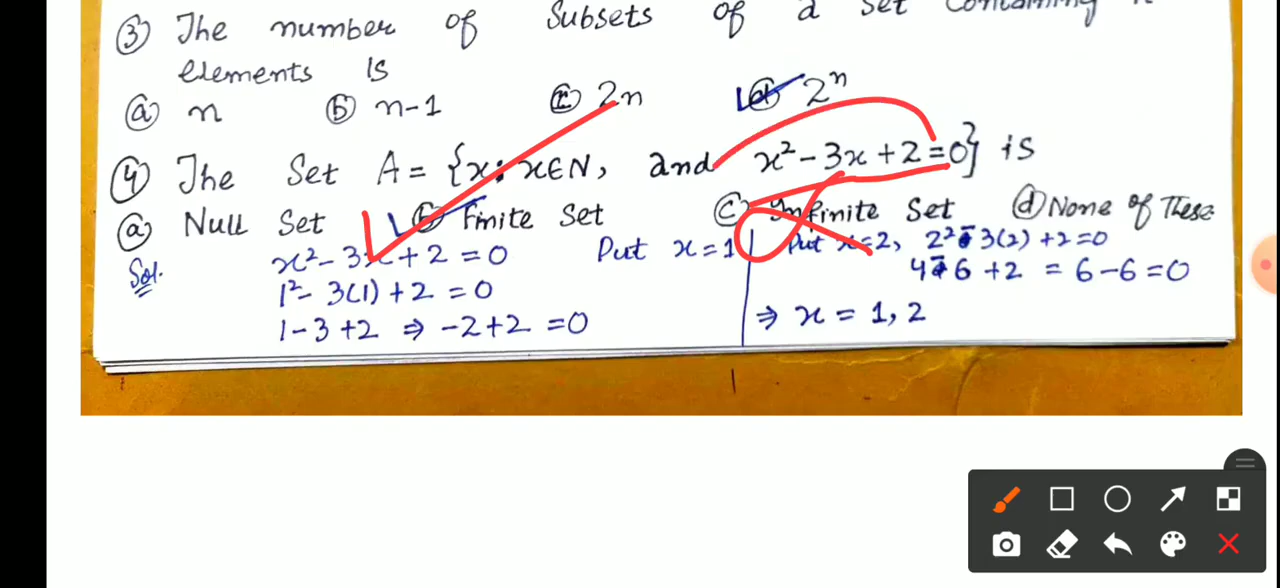 ③ The number of Subsets of a Set Containing
elements is
ⓐ n ⓑ n-1 ⓒ 2n ⓓ 2ⁿ
④ The Set A = {x: x∈N, and x² - 3x + 2 = 0} is
ⓐ Null Set ⓑ Finite Set ⓒ Infinite Set ⓓ None of These
Sol. x² - 3x + 2 = 0 Put x = 1
1² - 3(1) + 2 = 0
1 - 3 + 2 ⇒ -2 + 2 = 0
Put x = 2, 2² - 3(2) + 2 = 0
4 - 6 + 2 = 6 - 6 = 0
⇒ x = 1, 2